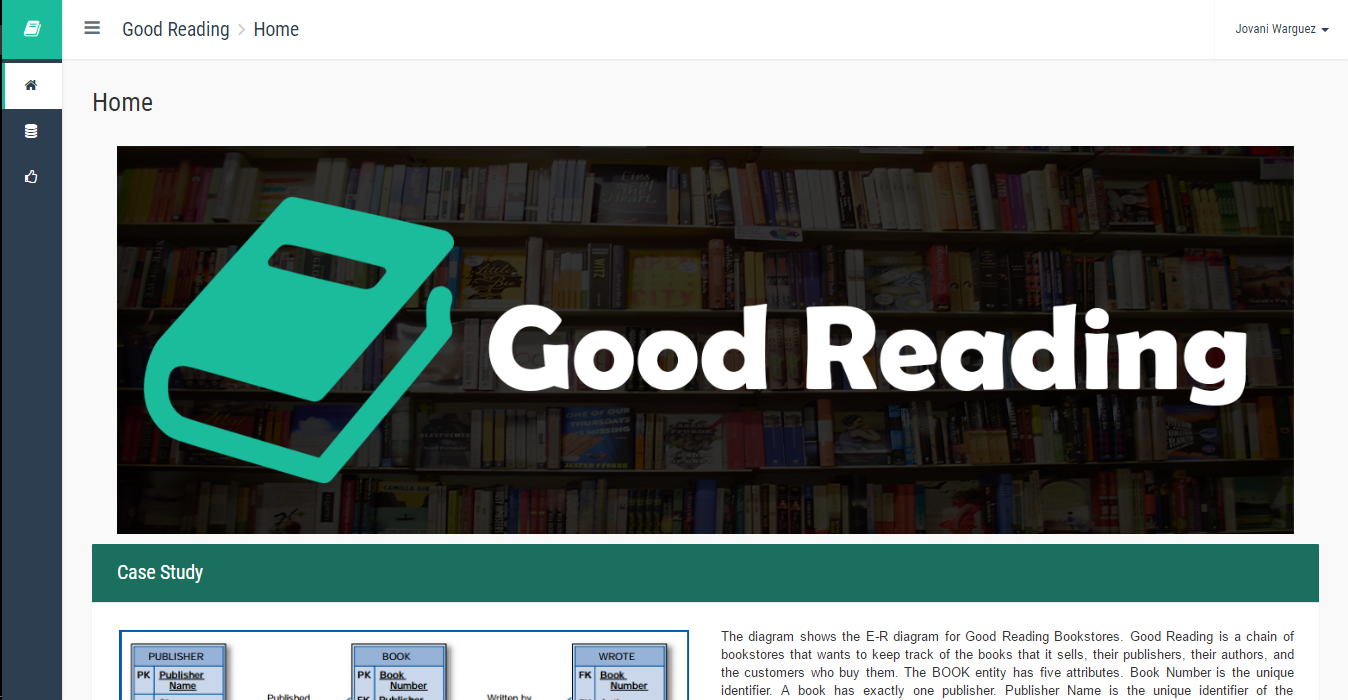 Good Reading > Home
Jovani Warguez
Home
Good Reading
Case Study
PUBLISHER
PK Publisher
Name
Published
BOOK
PK Book
Number
FK Publisher
Written by
WROTE
FK Book
Number
FK
The diagram shows the E-R diagram for Good Reading Bookstores. Good Reading is a chain of
bookstores that wants to keep track of the books that it sells, their publishers, their authors, and
the customers who buy them. The BOOK entity has five attributes. Book Number is the unique
identifier. A book has exactly one publisher. Publisher Name is the unique identifier of the